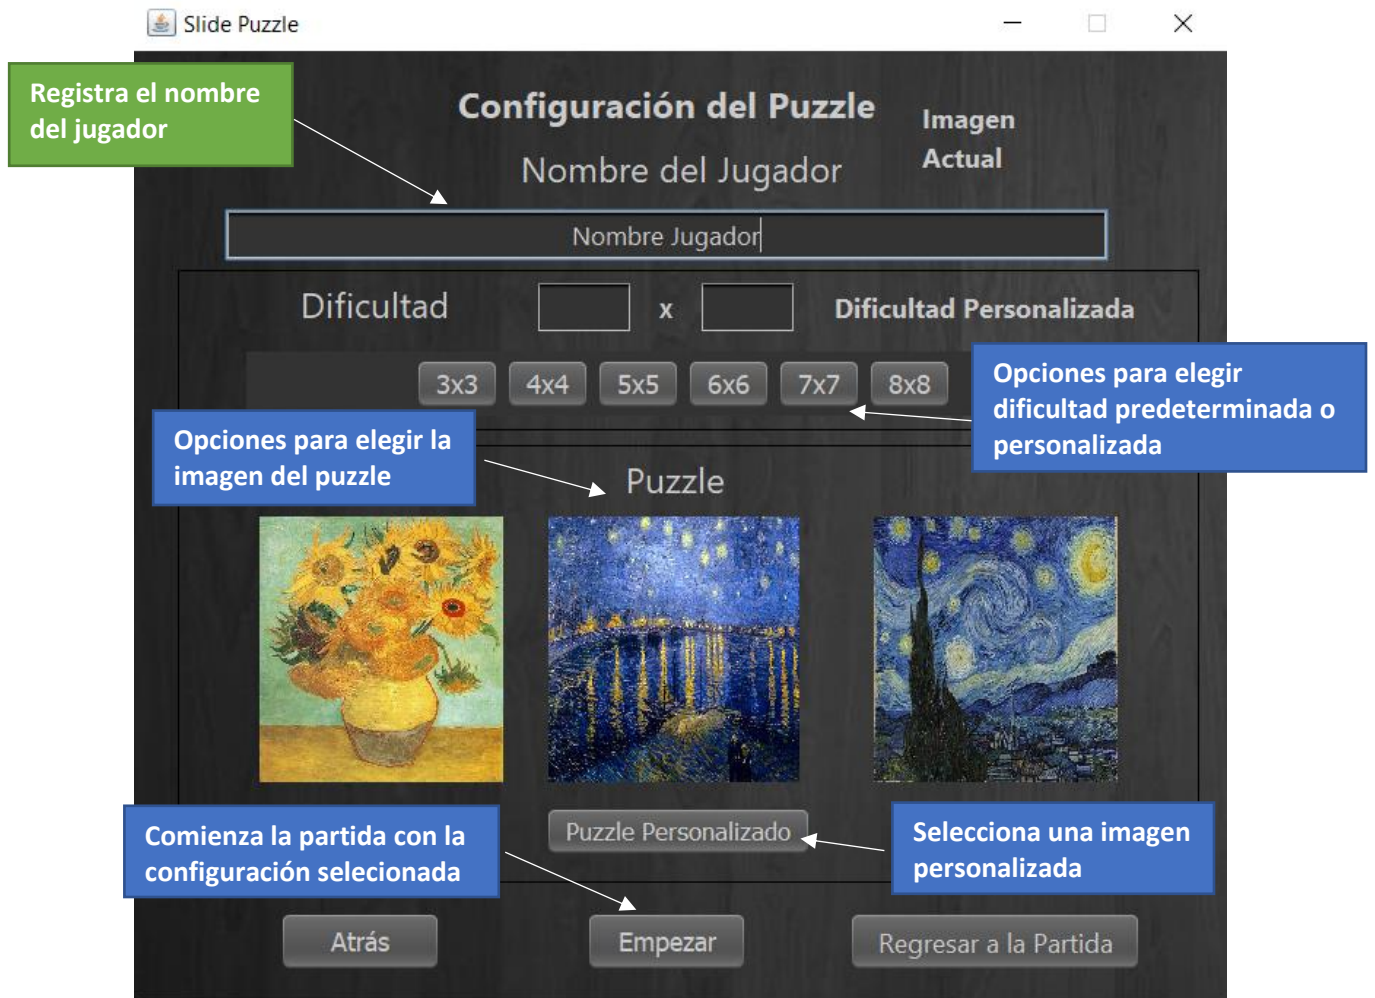 Slide Puzzle
Registra el nombre
del jugador
Configuración del Puzzle
Imagen
Actual
Nombre del Jugador
Nombre Jugador
Dificultad
x
Dificultad Personalizada
3x3 4x4 5x5 6x6 7x7 8x8
Opciones para elegir
dificultad predeterminada o
personalizada
Opciones para elegir la
imagen del puzzle
Puzzle
Puzzle Personalizado
Comienza la partida con la
configuración selecionada
Selecciona una imagen
personalizada
Atrás
Empezar
Regresar a la Partida